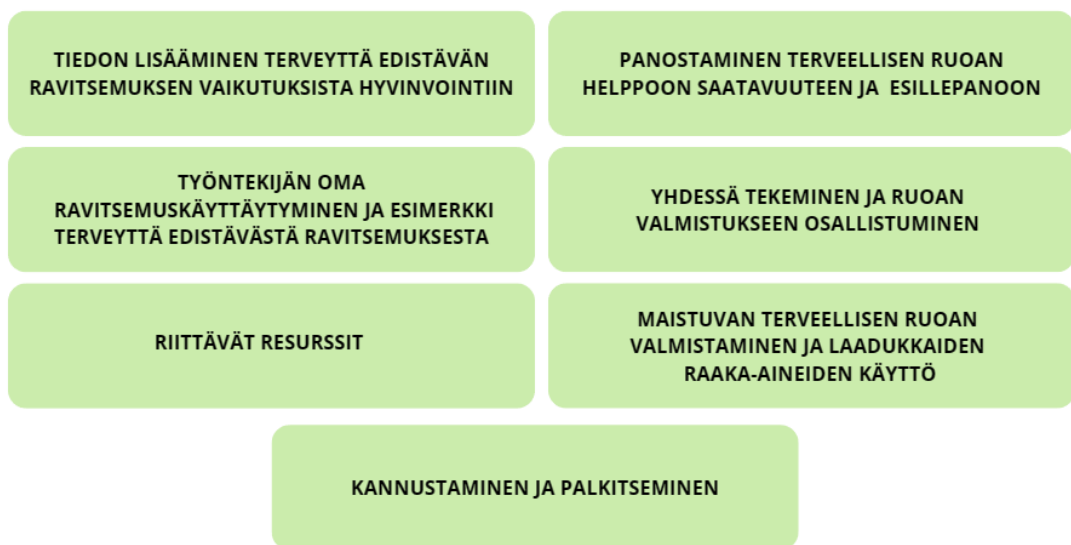 TIEDON LISÄÄMINEN TERVEYTTÄ EDISTÄVÄN
RAVITSEMUKSEN VAIKUTUKSISTA HYVINVOINTIIN
PANOSTAMINEN TERVEELLISEN RUOAN
HELPPOON SAATAVUUTEEN JA ESILLEPANOON
TYÖNTEKIJÄN OMA
RAVITSEMUSKÄYTTÄYTYMINEN JA ESIMERKKI
TERVEYTTÄ EDISTÄVÄSTÄ RAVITSEMUKSESTA
YHDESSÄ TEKEMINEN JA RUOAN
VALMISTUKSEEN OSALLISTUMINEN
RIITTÄVÄT RESURSSIT
MAISTUVAN TERVEELLISEN RUOAN
VALMISTAMINEN JA LAADUKKAIDEN
RAAKA-AINEIDEN KÄYTTÖ
KANNUSTAMINEN JA PALKITSEMINEN